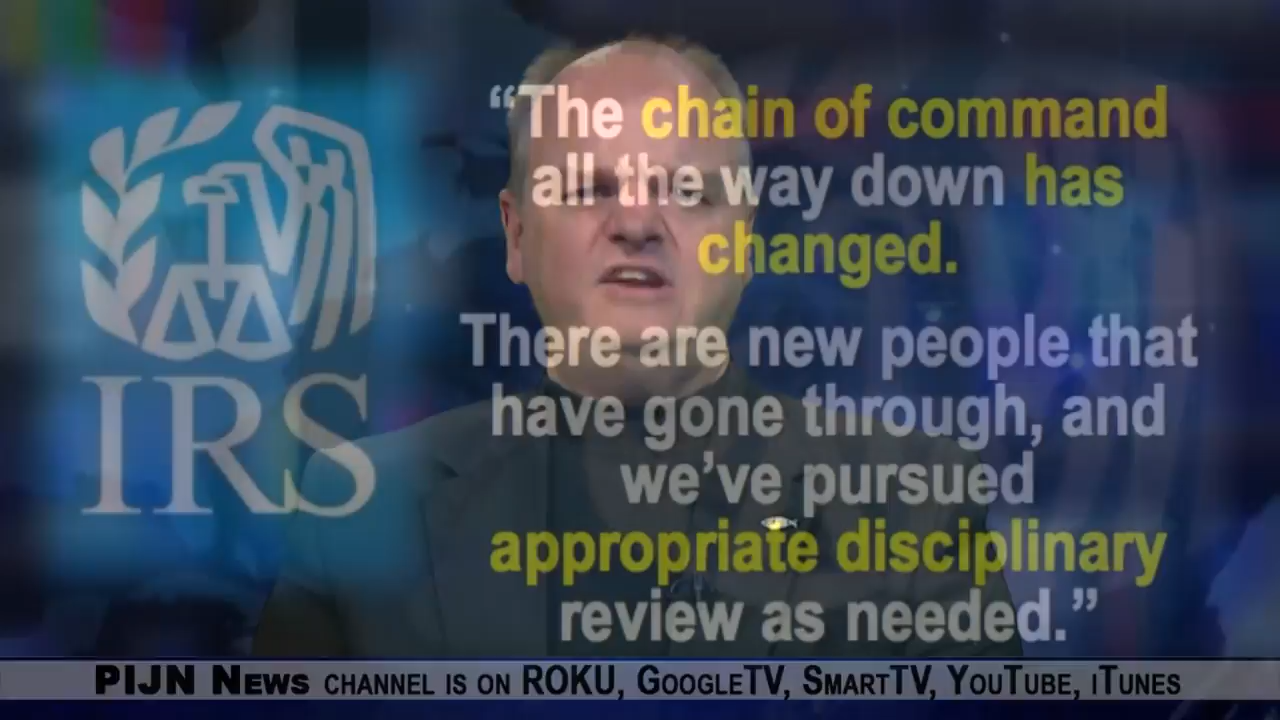 IRS
“The chain of command
all the way down has
changed.
There are new people that
have gone through, and
we’ve pursued
appropriate disciplinary
review as needed.”
PIJN News channel is on ROKU, GoogleTV, SmartTV, YouTube, iTunes